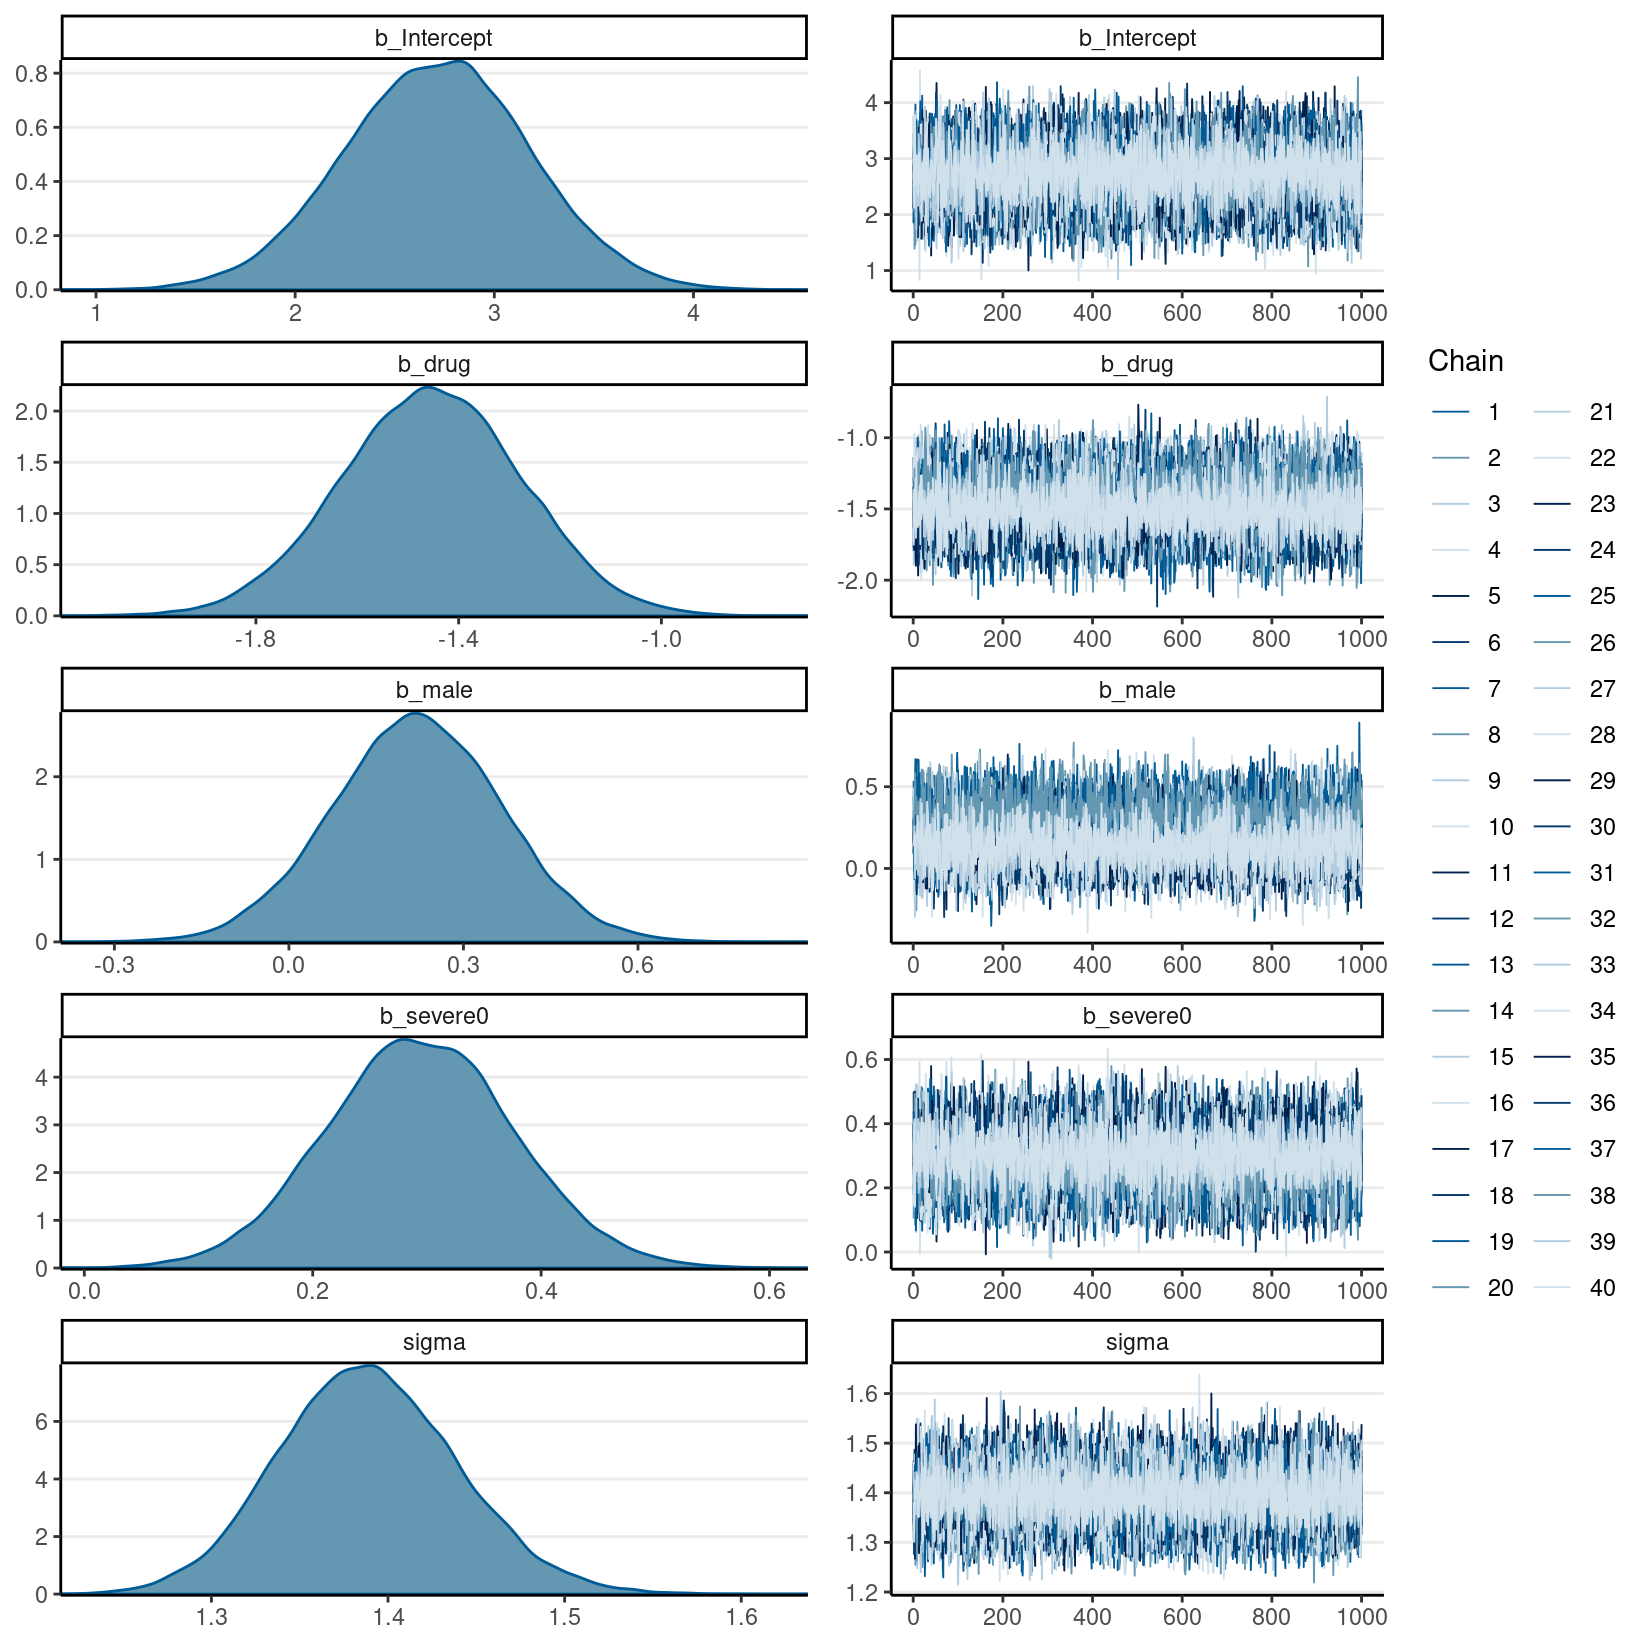 b_Intercept
0.8
0.6
0.4
0.2
0.0
1 2 3 4
b_Intercept
4
3
2
1
0 200 400 600 800 1000
b_drug
2.0
1.5
1.0
0.5
0.0
-1.8 -1.4 -1.0
b_drug
-1.0
-1.5
-2.0
0 200 400 600 800 1000
b_male
2
1
0
-0.3 0.0 0.3 0.6
b_male
0.5
0.0
0 200 400 600 800 1000
b_severe0
4
3
2
1
0
0.0 0.2 0.4 0.6
b_severe0
0.6
0.4
0.2
0.0
0 200 400 600 800 1000
sigma
6
4
2
0
1.3 1.4 1.5 1.6
sigma
1.6
1.5
1.4
1.3
1.2
0 200 400 600 800 1000
Chain
1 21
2 22
3 23
4 24
5 25
6 26
7 27
8 28
9 29
10 30
11 31
12 32
13 33
14 34
15 35
16 36
17 37
18 38
19 39
20 40